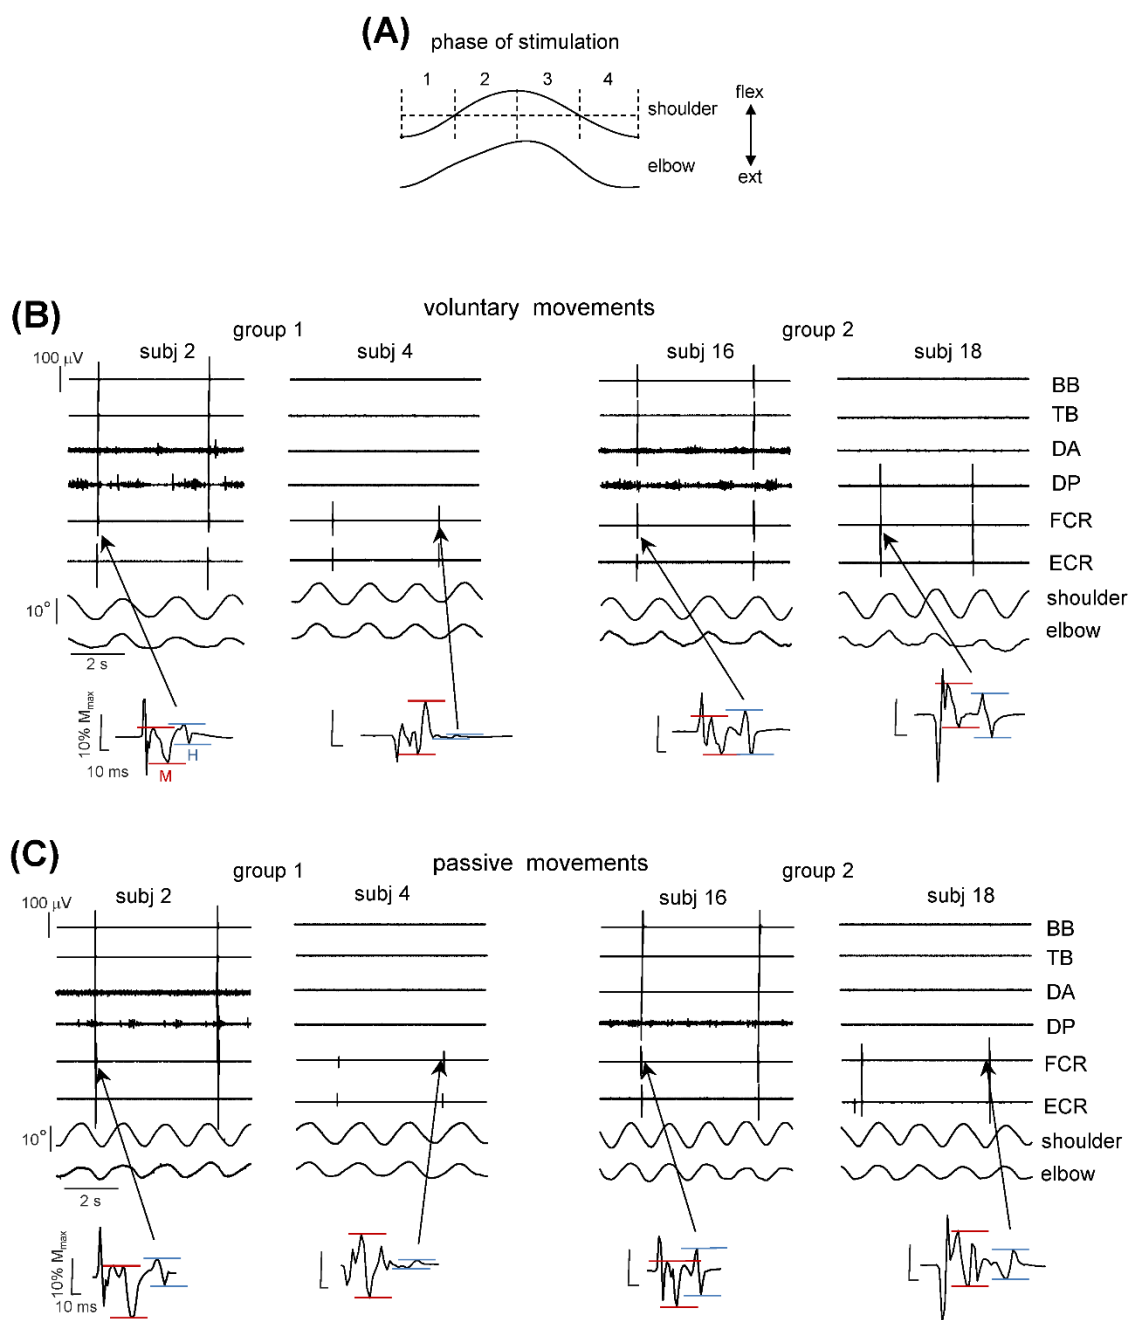 (A)
phase of stimulation
1 2 3 4
flex
shoulder
elbow
ext
(B)
voluntary movements
group 1
group 2
subj 2
subj 4
subj 16
subj 18
100 μV
BB
TB
DA
DP
FCR
ECR
shoulder
10°
elbow
2 s
10% Mmax
H
10 ms
M
(C)
passive movements
group 1
group 2
subj 2
subj 4
subj 16
subj 18
100 μV
BB
TB
DA
DP
FCR
ECR
10°
shoulder
elbow
2 s
10% Mmax
10 ms